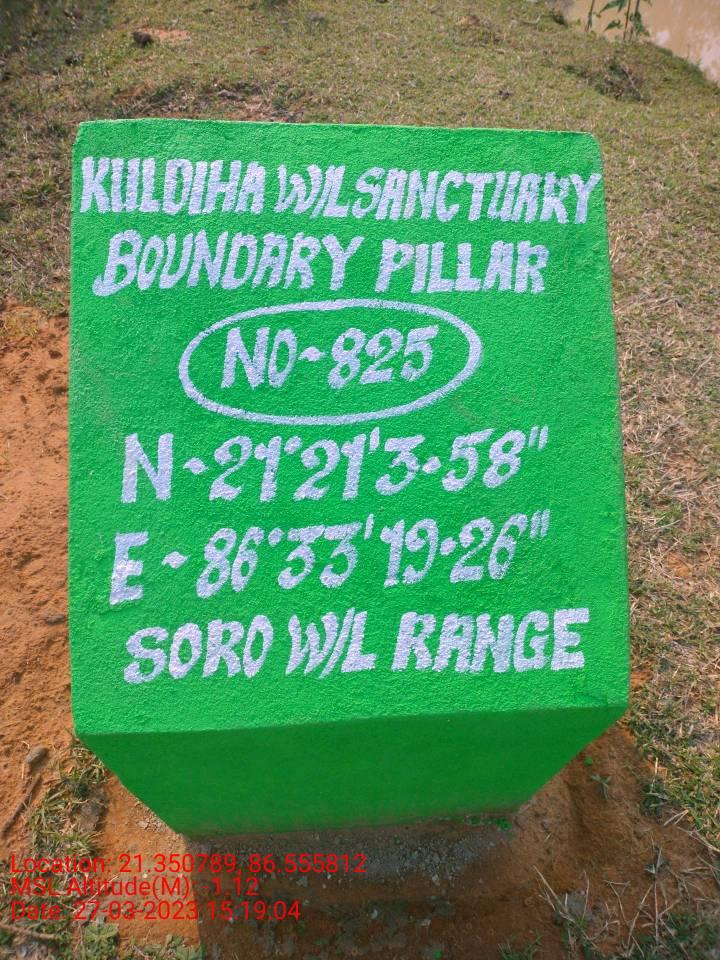 KULDIHA W/L SANCTUARY
BOUNDARY PILLAR
NO~825
N~21°21'3.58"
E~86°33'19.26"
SORO W/L RANGE
Location: 21.350789, 86.555812
MSL Altitude(M): -1.12
Date: 27-03-2023 15:19:04